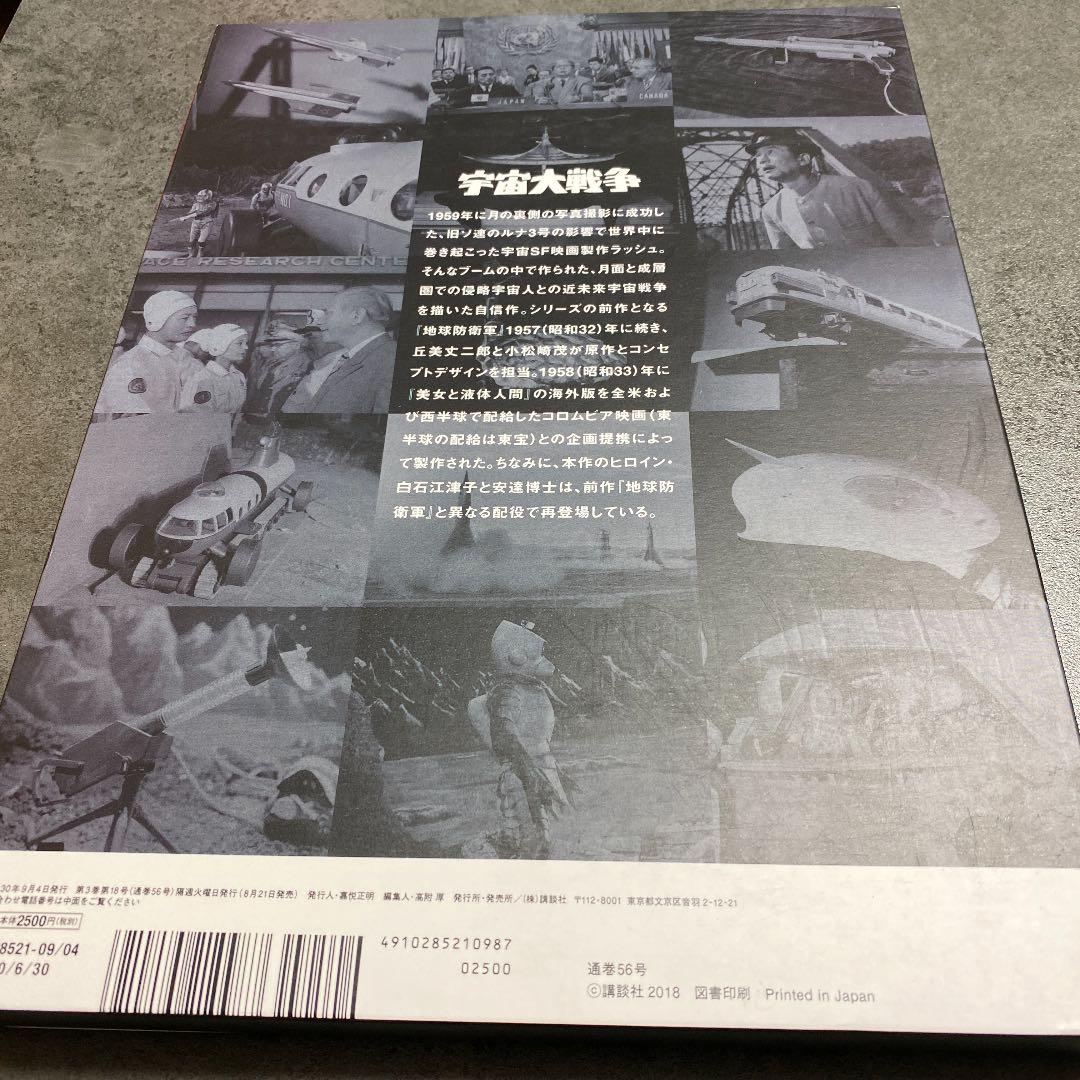 JAPAN
CANADA
宇宙大戦争
1959年に月の裏側の写真撮影に成功し
た、旧ソ連のルナ3号の影響で世界中に
巻き起こった宇宙SF映画製作ラッシュ。
そんなブームの中で作られた、月面と成層
圏での侵略宇宙人との近未来宇宙戦争
を描いた自信作。シリーズの前作となる
『地球防衛軍』1957(昭和32)年に続き、
丘美丈二郎と小松崎茂が原作とコンセ
プトデザインを担当。1958(昭和33)年に
『美女と液体人間』の海外版を全米およ
び西半球で配給したコロムビア映画(東
半球の配給は東宝)との企画提携によっ
て製作された。ちなみに、本作のヒロイン・
白石江津子と安達博士は、前作『地球防
衛軍』と異なる配役で再登場している。
ACE RESEARCH CENTE
30年9月4日発行 第3巻第18号(通巻56号)隔週火曜日発行(8月21日発売) 発行人・嘉悦正明 編集人・高附 厚 発行所・発売所/(株)講談社 〒112-8001 東京都文京区音羽2-12-21
合わせ電話番号は中面をご覧ください
本体2500円(税別)
8521-09/04
0/6/30
4910285210987
02500
通巻56号
©講談社 2018 図書印刷 Printed in Japan